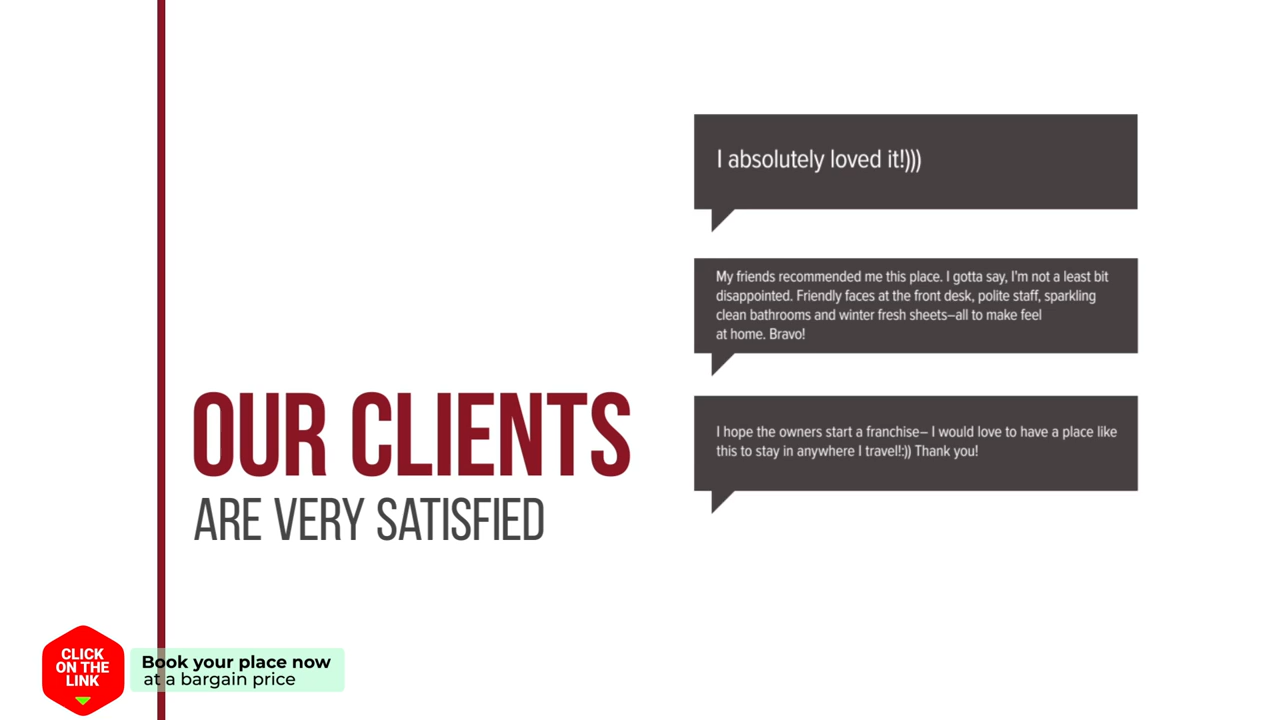 I absolutely loved it!)))
My friends recommended me this place. I gotta say, I'm not a least bit
disappointed. Friendly faces at the front desk, polite staff, sparkling
clean bathrooms and winter fresh sheets–all to make feel
at home. Bravo!
OUR CLIENTS
ARE VERY SATISFIED
I hope the owners start a franchise– I would love to have a place like
this to stay in anywhere I travel!:)) Thank you!
CLICK
ON THE
LINK
Book your place now
at a bargain price